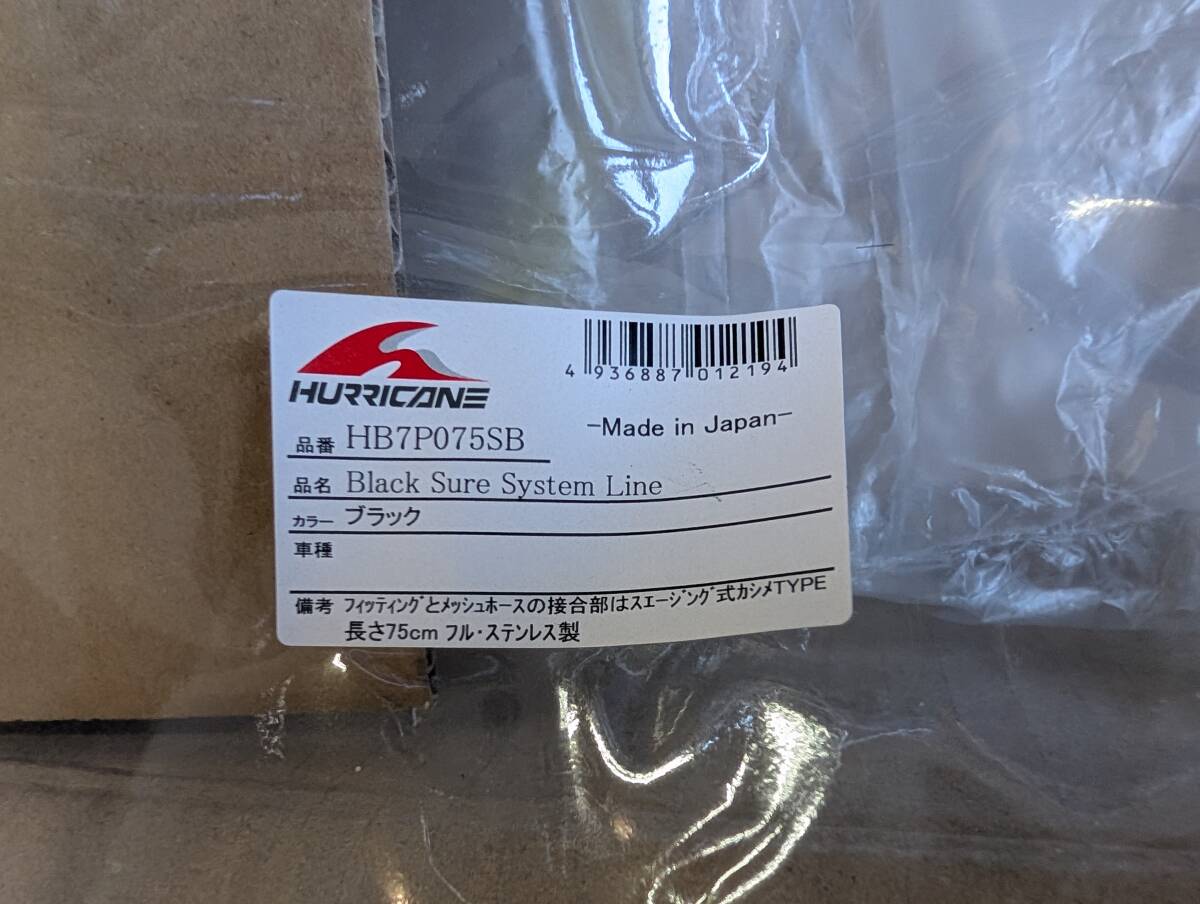 HURRICANE
4 936887 012194
-Made in Japan-
品番 HB7P075SB
品名 Black Sure System Line
カラー ブラック
車種
備考 フィッティングとメッシュホースの接合部はスエージング式カシメTYPE
長さ75cm フル・ステンレス製